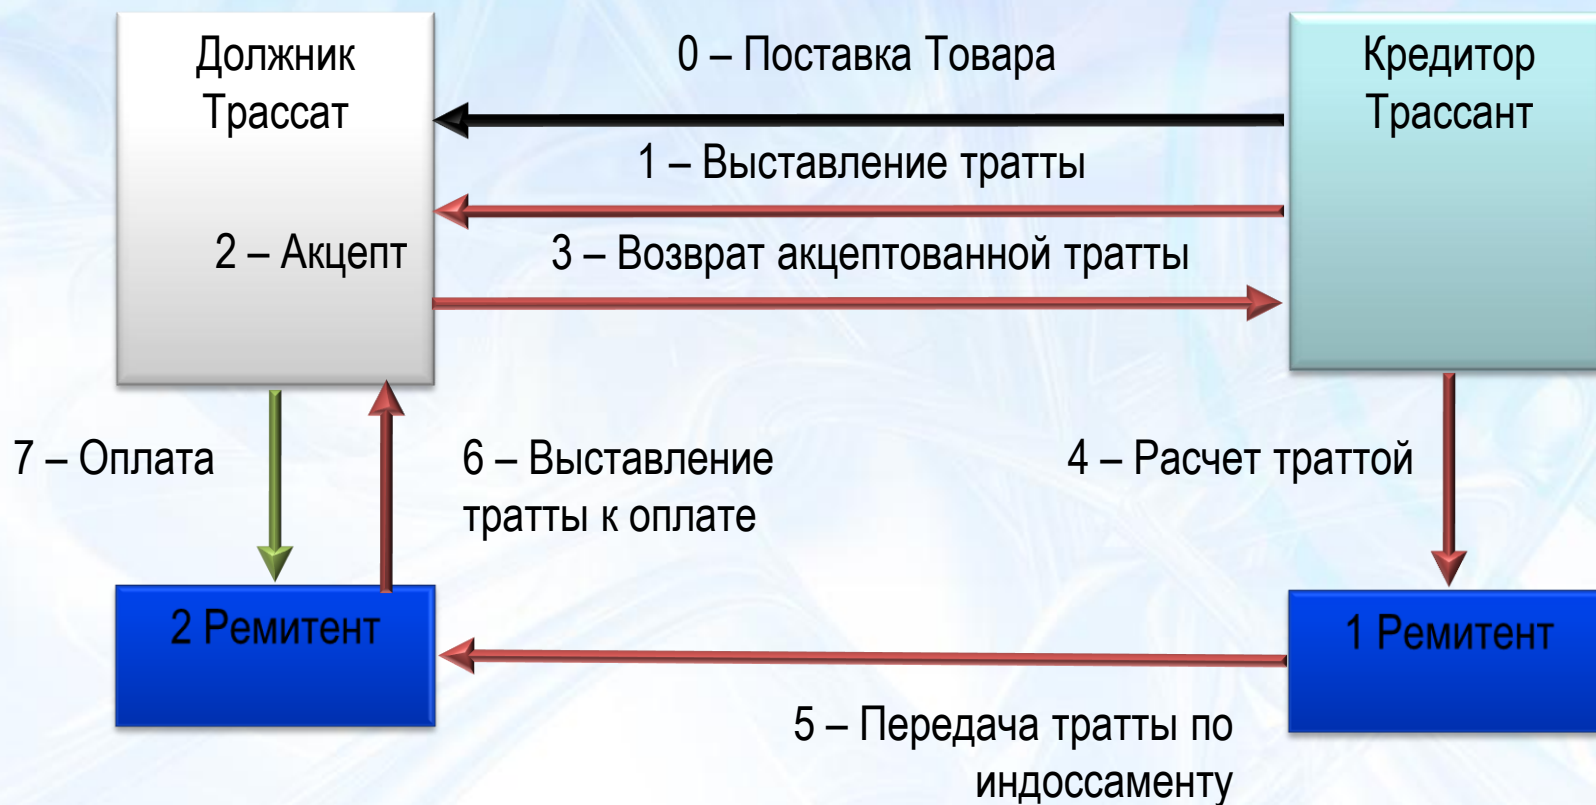 Должник
Трассат
0 – Поставка Товара
Кредитор
Трассант
1 – Выставление тратты
2 – Акцепт
3 – Возврат акцептованной тратты
7 – Оплата
6 – Выставление
тратты к оплате
4 – Расчет траттой
2 Ремитент
1 Ремитент
5 – Передача тратты по
индоссаменту